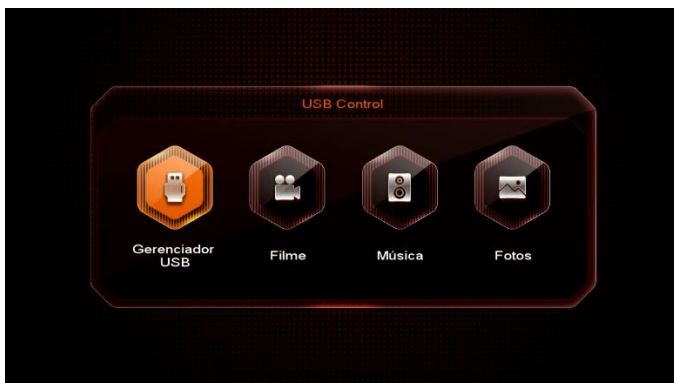 USB Control
Gerenciador
USB
Filme
Música
Fotos